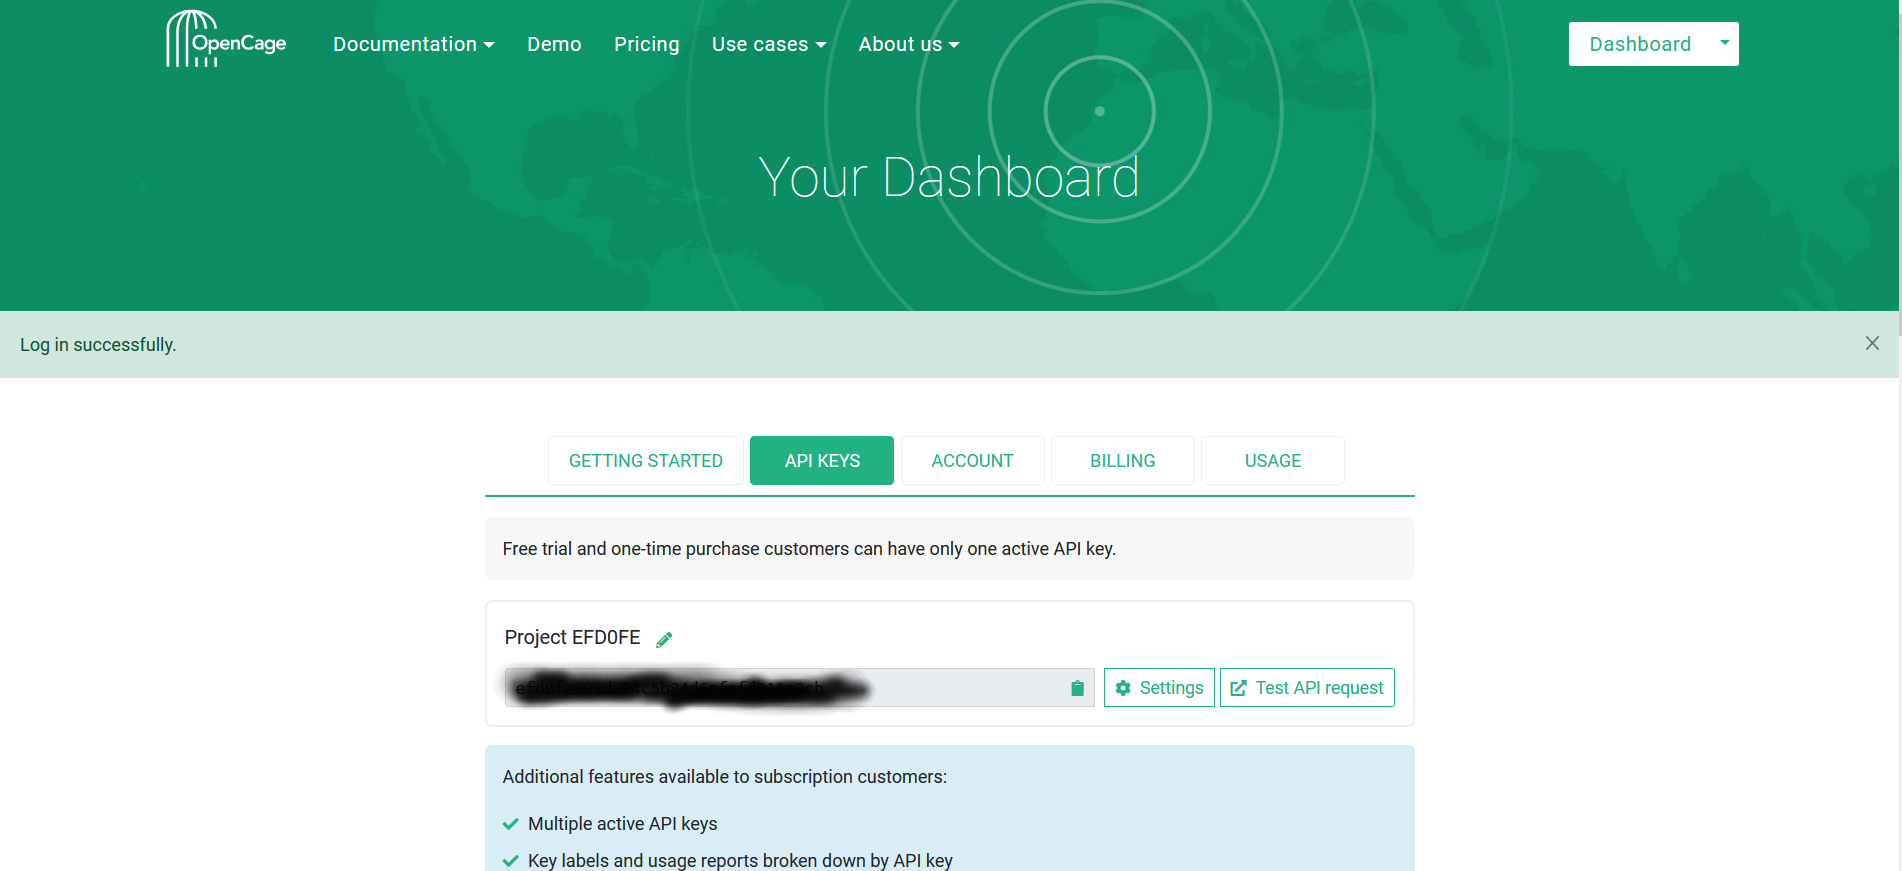 OpenCage
Documentation Demo Pricing Use cases About us Dashboard
Your Dashboard
Log in successfully.
GETTING STARTED API KEYS ACCOUNT BILLING USAGE
Free trial and one-time purchase customers can have only one active API key.
Project EFD0FE
Settings Test API request
Additional features available to subscription customers:
Multiple active API keys
Key labels and usage reports broken down by API key